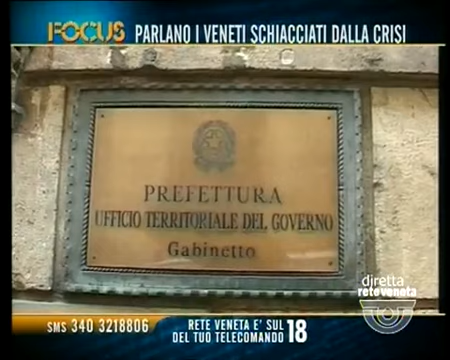 FOCUS PARLANO I VENETI SCHIACCIATI DALLA CRISI
PREFETTURA
UFFICIO TERRITORIALE DEL GOVERNO
Gabinetto
diretta
reteveneta
SMS 340 3218806
RETE VENETA E' SUL
DEL TUO TELECOMANDO 18